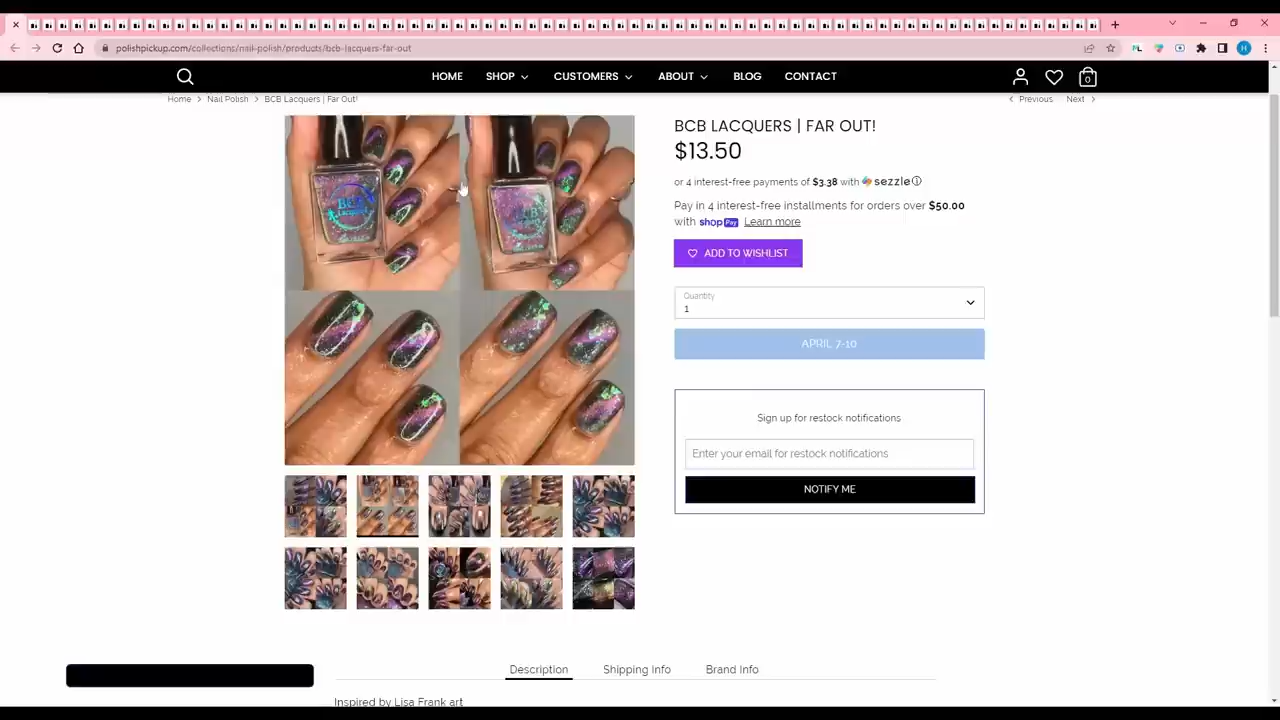 polishpickup.com/collections/nail-polish/products/bcb-lacquers-far-out
HOME SHOP CUSTOMERS ABOUT BLOG CONTACT
0
Home > Nail Polish > BCB Lacquers | Far Out!
< Previous Next >
BCB LACQUERS | FAR OUT!
$13.50
or 4 interest-free payments of $3.38 with sezzle
Pay in 4 interest-free installments for orders over $50.00
with shop Pay Learn more
ADD TO WISHLIST
Quantity
1
APRIL 7-10
Sign up for restock notifications
Enter your email for restock notifications
NOTIFY ME
BCB
BCB
Description Shipping Info Brand Info
Inspired by Lisa Frank art